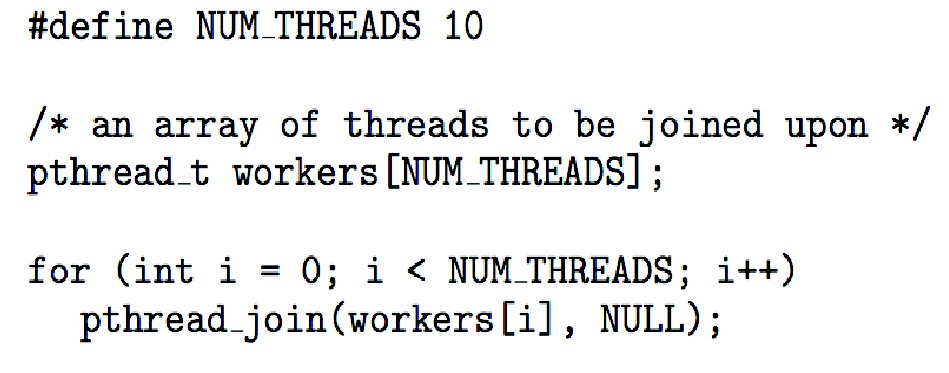 #define NUM_THREADS 10
/* an array of threads to be joined upon */
pthread_t workers[NUM_THREADS];
for (int i = 0; i < NUM_THREADS; i++)
pthread_join(workers[i], NULL);